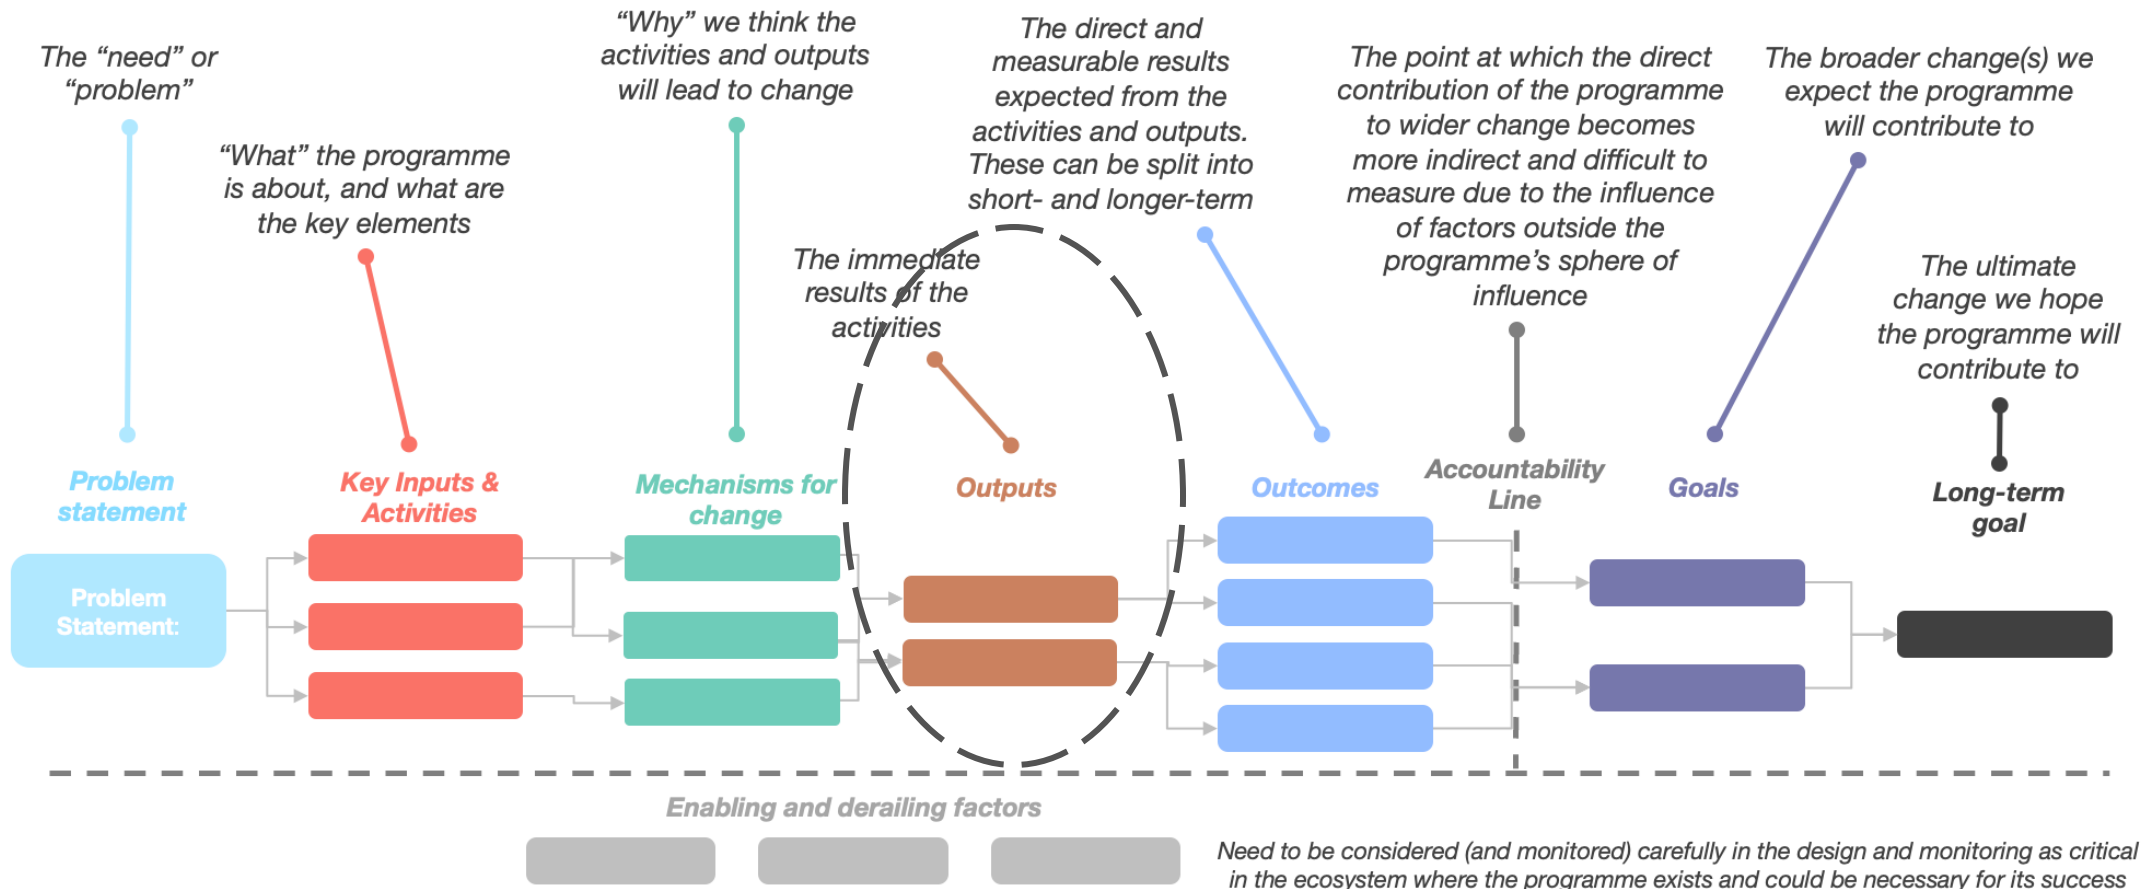 The “need” or
“problem”
“What” the programme
is about, and what are
the key elements
“Why” we think the
activities and outputs
will lead to change
The immediate
results of the
activities
The direct and
measurable results
expected from the
activities and outputs.
These can be split into
short- and longer-term
The point at which the direct
contribution of the programme
to wider change becomes
more indirect and difficult to
measure due to the influence
of factors outside the
programme’s sphere of
influence
The broader change(s) we
expect the programme
will contribute to
The ultimate
change we hope
the programme will
contribute to
Problem
statement
Key Inputs &
Activities
Mechanisms for
change
Outputs
Outcomes
Accountability
Line
Goals
Long-term
goal
Problem
Statement:
Enabling and derailing factors
Need to be considered (and monitored) carefully in the design and monitoring as critical
in the ecosystem where the programme exists and could be necessary for its success